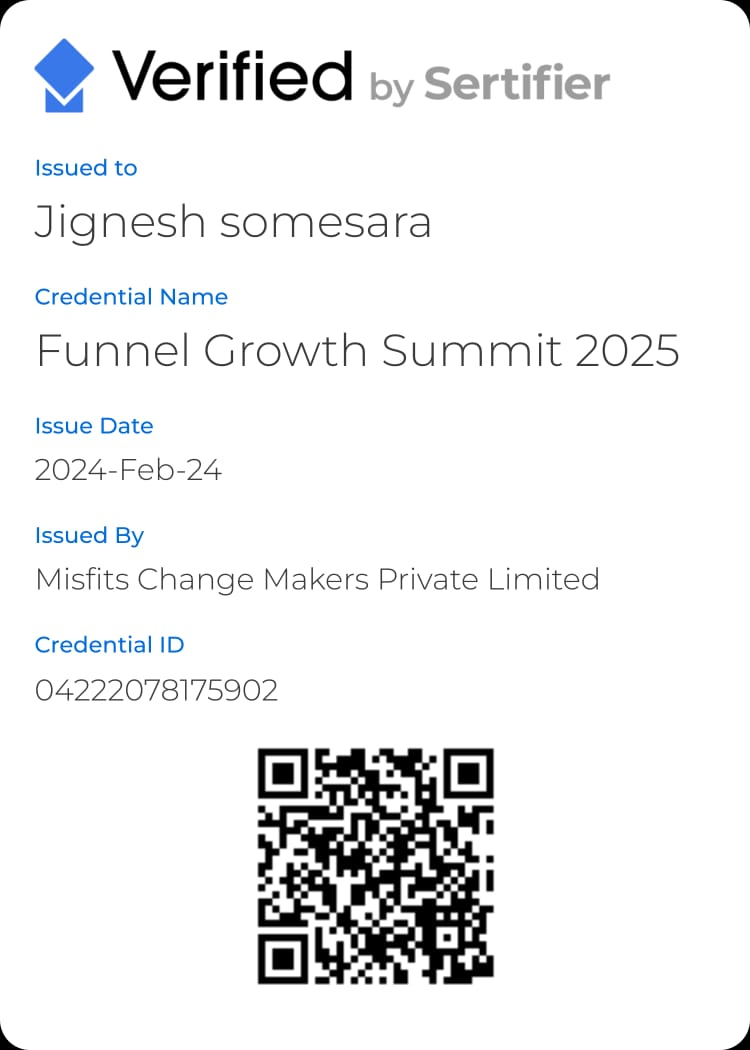 Verified by Sertifier
Issued to
Jignesh somesara
Credential Name
Funnel Growth Summit 2025
Issue Date
2024-Feb-24
Issued By
Misfits Change Makers Private Limited
Credential ID
04222078175902